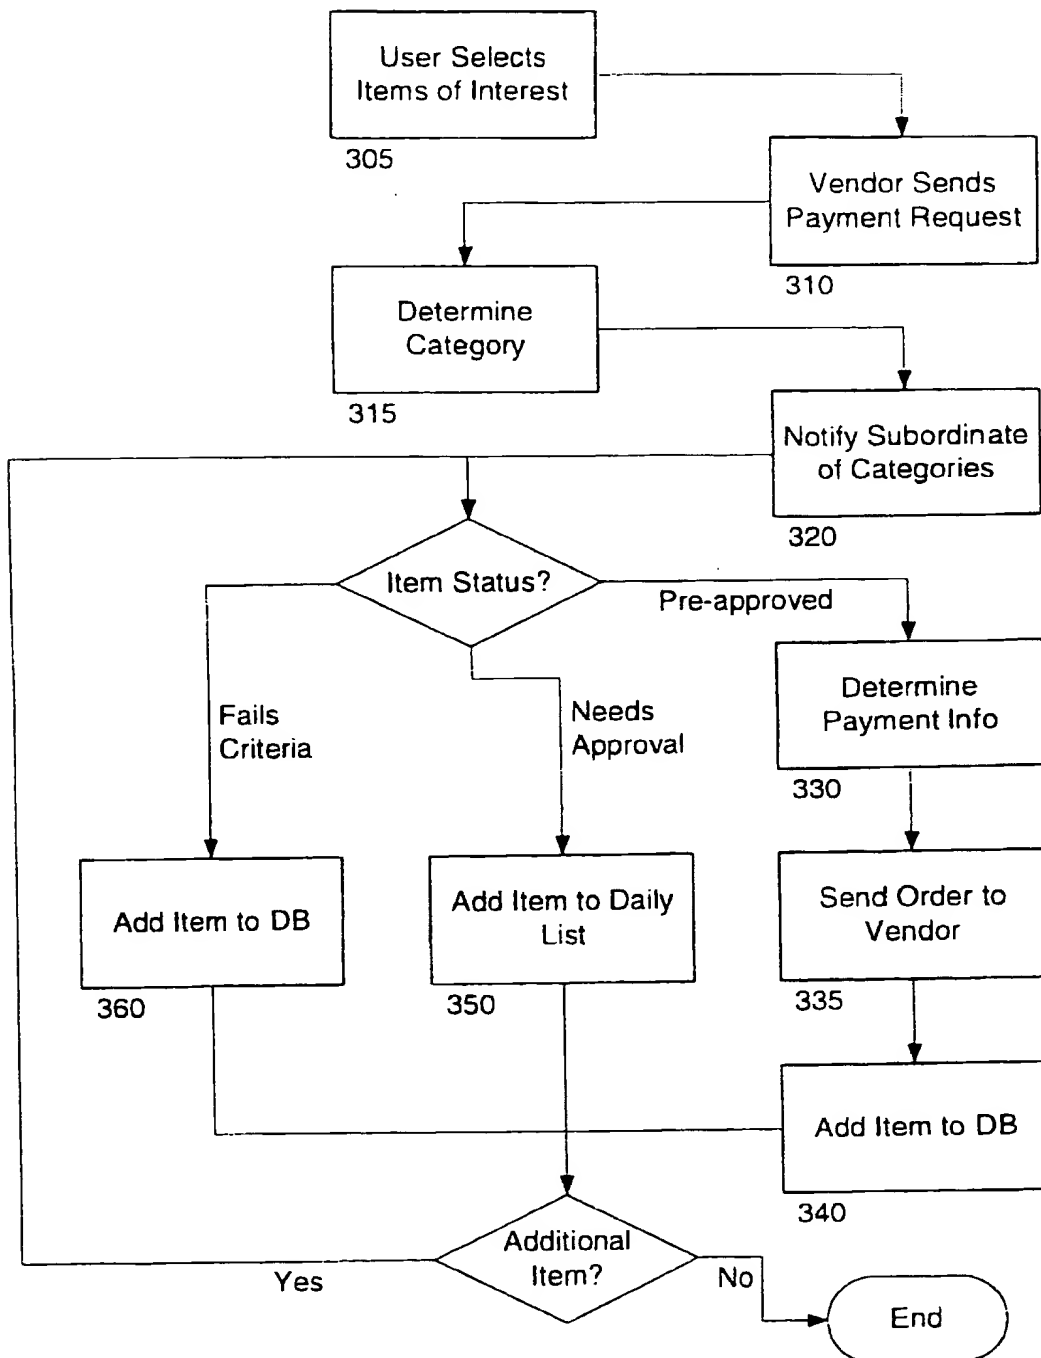 User Selects
Items of Interest
305
Vendor Sends
Payment Request
310
Determine
Category
315
Notify Subordinate
of Categories
320
Item Status?
Pre-approved
Fails
Criteria
Needs
Approval
Determine
Payment Info
330
Add Item to DB
360
Add Item to Daily
List
350
Send Order to
Vendor
335
Add Item to DB
340
Additional
Item?
Yes
No
End